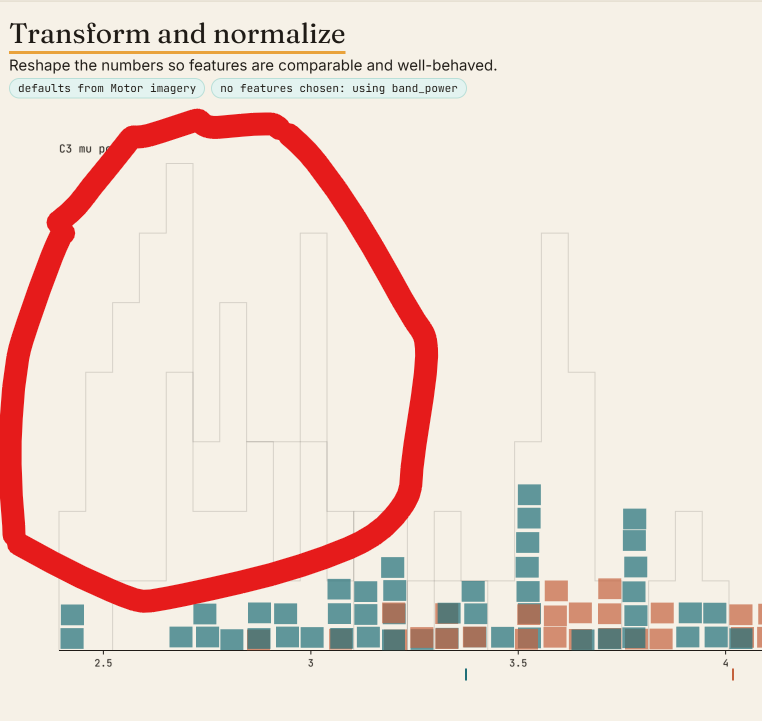 Transform and normalize
Reshape the numbers so features are comparable and well-behaved.
defaults from Motor imagery no features chosen: using band_power
C3 mu
2.5 3 3.5 4